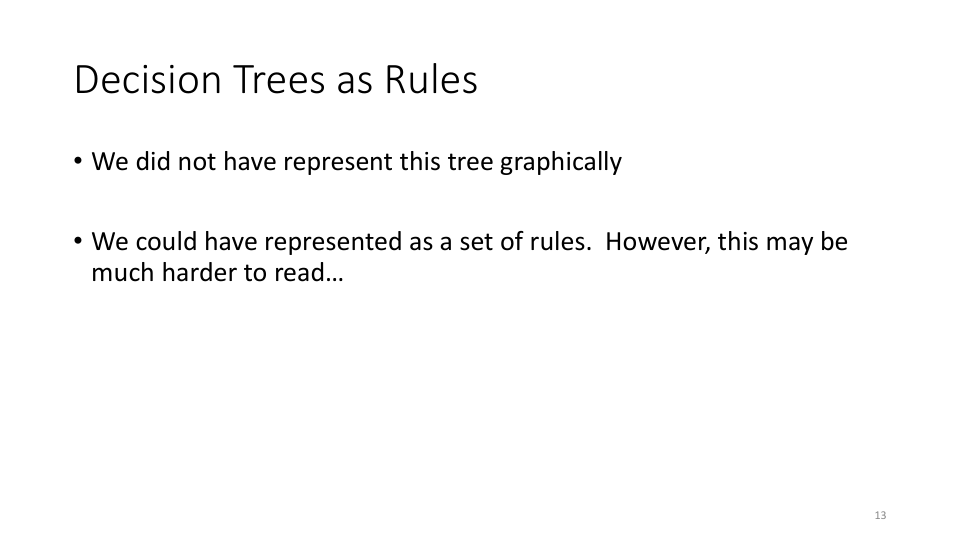 Decision Trees as Rules
• We did not have represent this tree graphically
• We could have represented as a set of rules.  However, this may be
much harder to read…
13